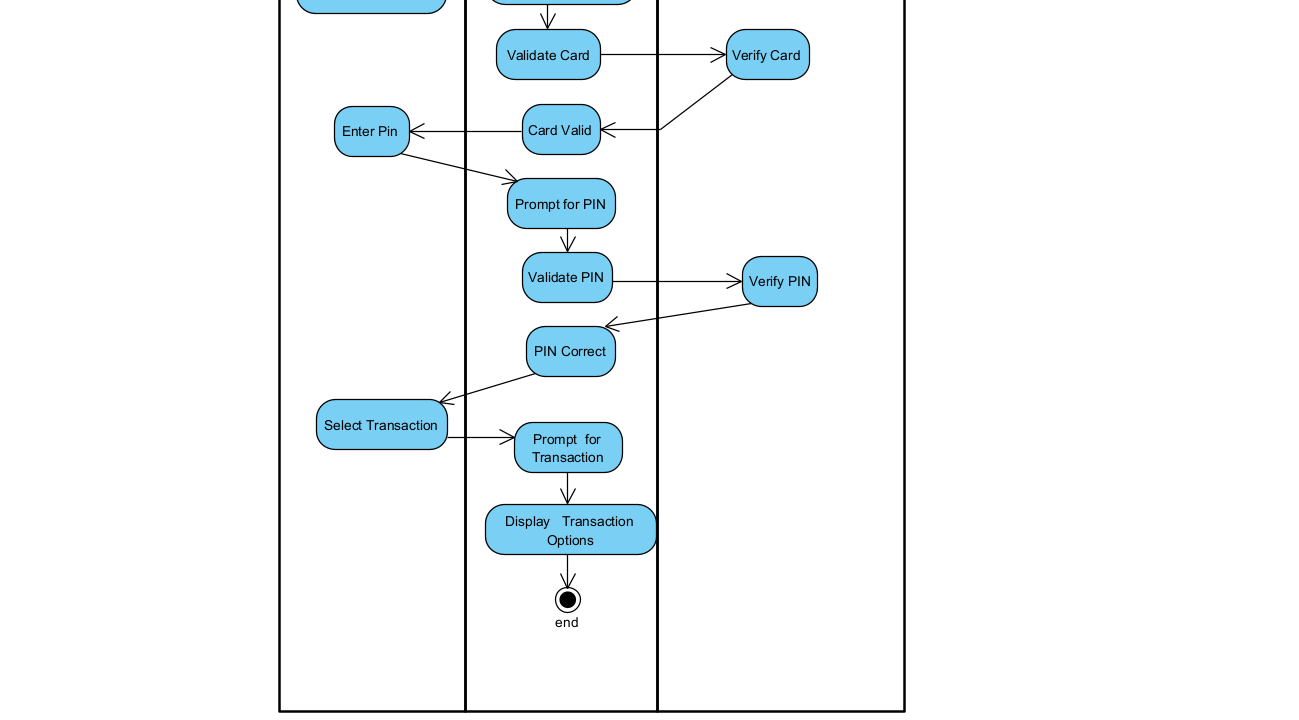 Validate Card
Verify Card
Enter Pin
Card Valid
Prompt for PIN
Validate PIN
Verify PIN
PIN Correct
Select Transaction
Prompt for
Transaction
Display Transaction
Options
end